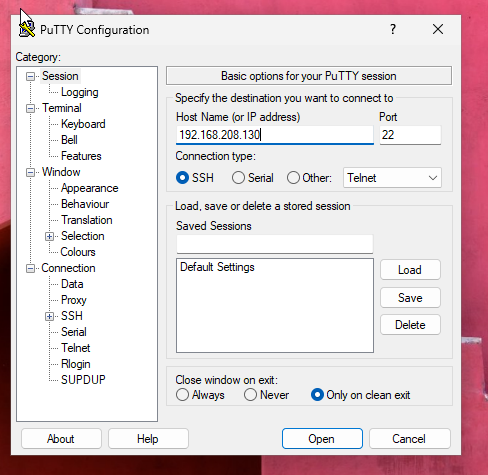 PuTTY Configuration
?
Category:
Session
Logging
Terminal
Keyboard
Bell
Features
Window
Appearance
Behaviour
Translation
Selection
Colours
Connection
Data
Proxy
SSH
Serial
Telnet
Rlogin
SUPDUP
Basic options for your PuTTY session
Specify the destination you want to connect to
Host Name (or IP address) Port
192.168.208.130 22
Connection type:
SSH Serial Other: Telnet
Load, save or delete a stored session
Saved Sessions
Default Settings
Load
Save
Delete
Close window on exit:
Always Never Only on clean exit
About Help Open Cancel